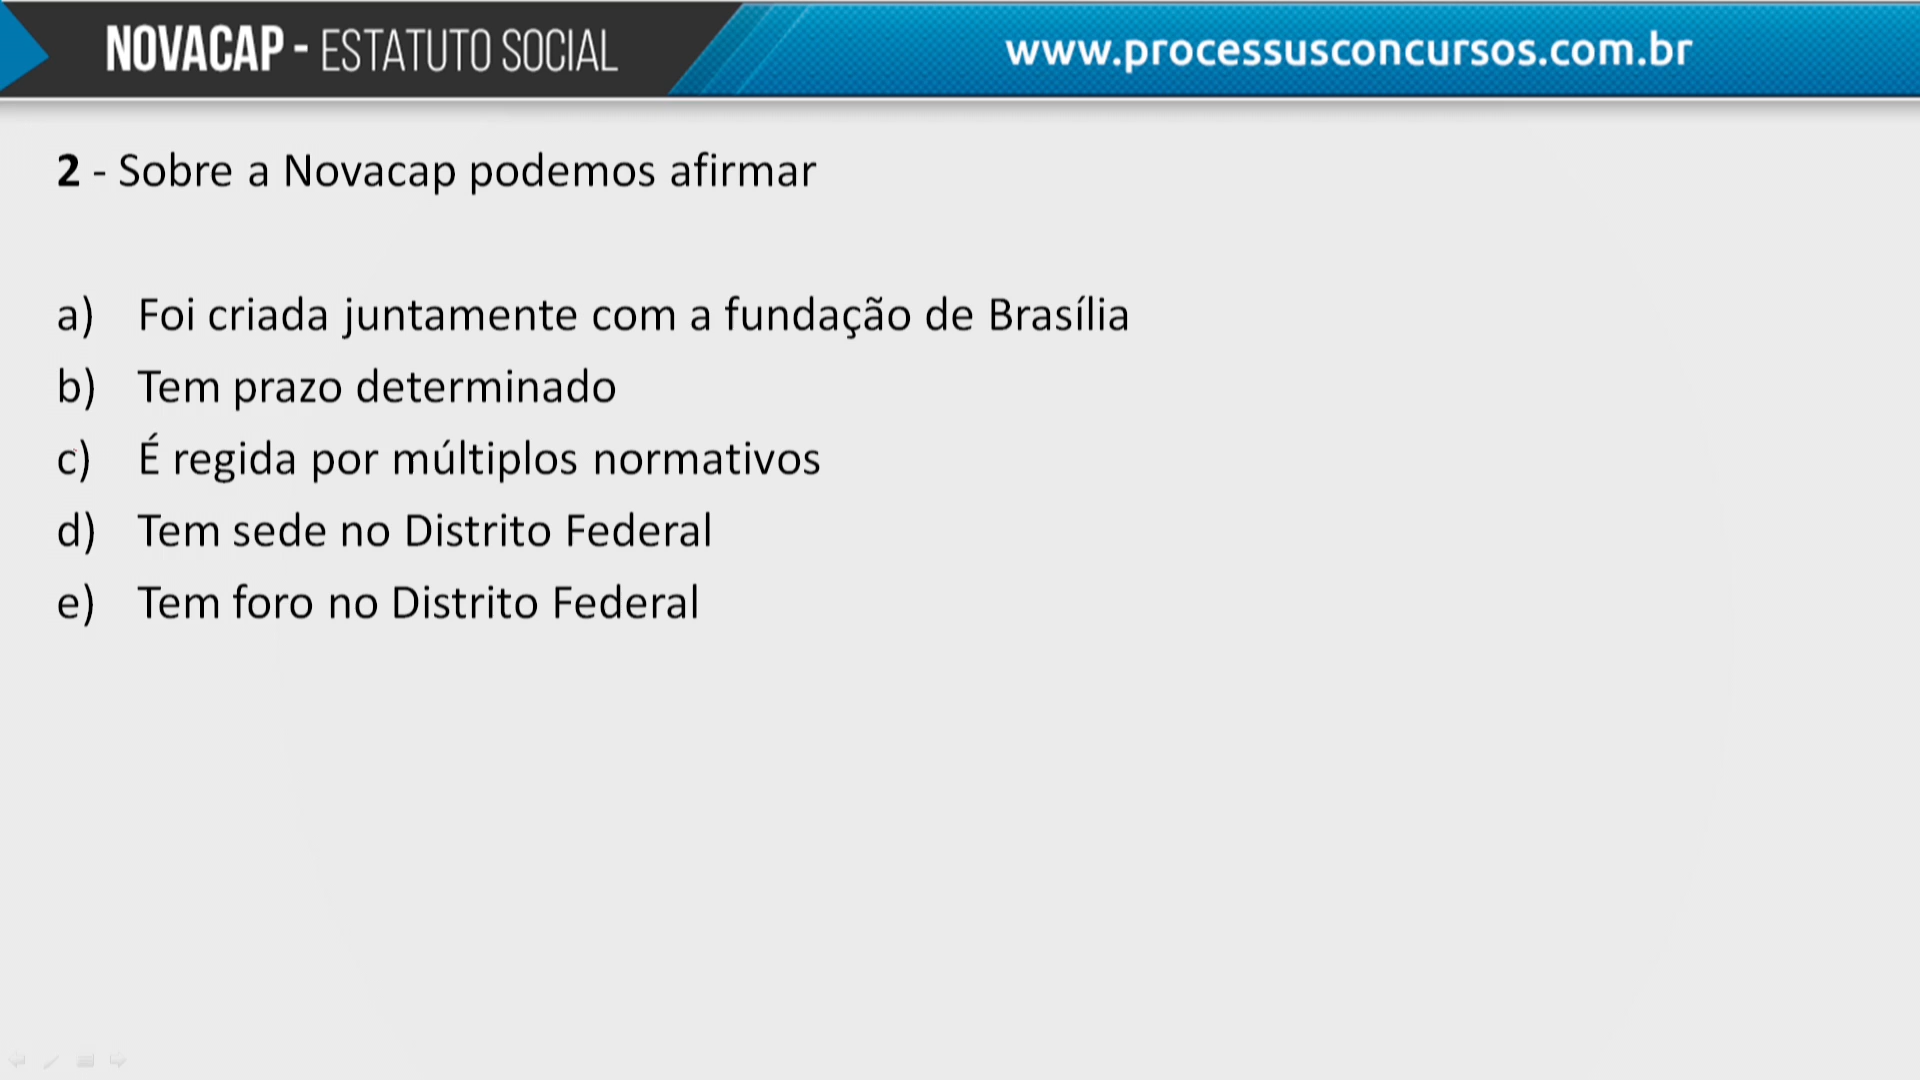 NOVACAP - ESTATUTO SOCIAL
www.processusconcursos.com.br
2 - Sobre a Novacap podemos afirmar
a) Foi criada juntamente com a fundação de Brasília
b) Tem prazo determinado
c) É regida por múltiplos normativos
d) Tem sede no Distrito Federal
e) Tem foro no Distrito Federal